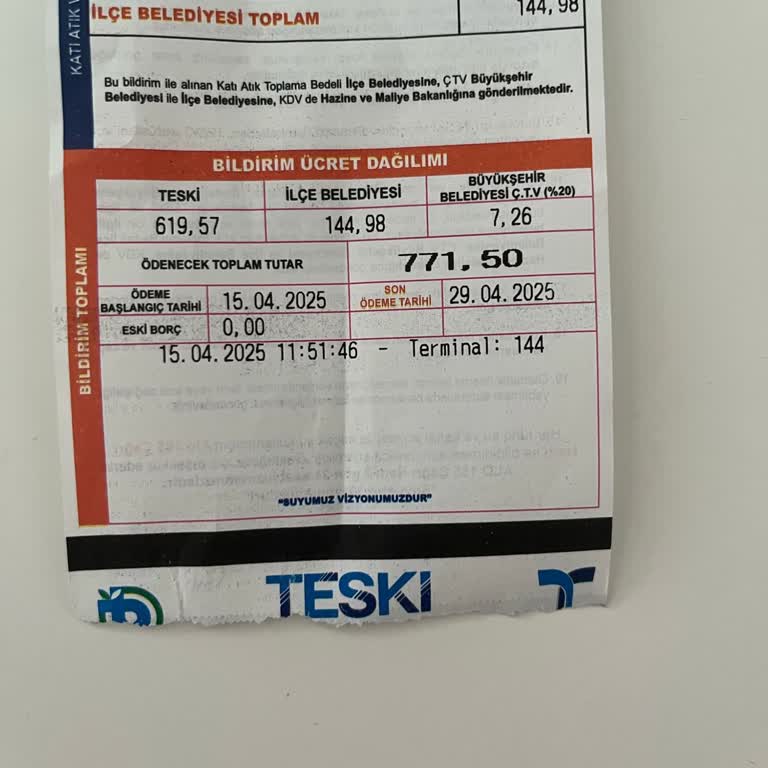 KATI ATIK
İLÇE BELEDİYESİ TOPLAM 144,98
Bu bildirim ile alınan Katı Atık Toplama Bedeli İlçe Belediyesine, ÇTV Büyükşehir
Belediyesi ile İlçe Belediyesine, KDV de Hazine ve Maliye Bakanlığına gönderilmektedir.
BİLDİRİM TOPLAMI
BİLDİRİM ÜCRET DAĞILIMI
TESKİ İLÇE BELEDİYESİ BÜYÜKŞEHİR
BELEDİYESİ Ç.T.V (%20)
619,57 144,98 7,26
ÖDENECEK TOPLAM TUTAR 771,50
ÖDEME
BAŞLANGIÇ TARİHİ 15.04.2025 SON
ÖDEME TARİHİ 29.04.2025
ESKİ BORÇ 0,00
15.04.2025 11:51:46 - Terminal: 144
"SUYUMUZ VİZYONUMUZDUR"
TESKİ